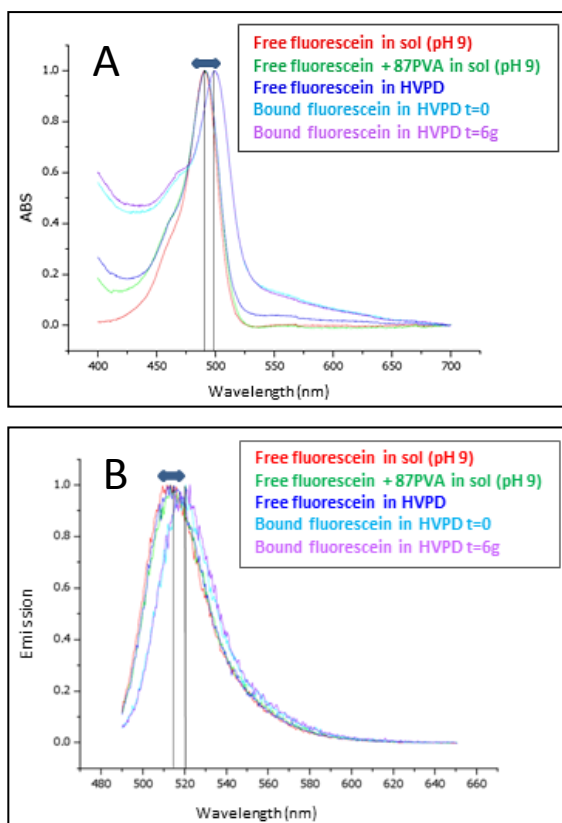 A
Free fluorescein in sol (pH 9)
Free fluorescein + 87PVA in sol (pH 9)
Free fluorescein in HVPD
Bound fluorescein in HVPD t=0
Bound fluorescein in HVPD t=6g
1.0
0.8
0.6
0.4
0.2
0.0
ABS
400 450 500 550 600 650 700
Wavelength (nm)
B
Free fluorescein in sol (pH 9)
Free fluorescein + 87PVA in sol (pH 9)
Free fluorescein in HVPD
Bound fluorescein in HVPD t=0
Bound fluorescein in HVPD t=6g
1.0
0.8
0.6
0.4
0.2
0.0
Emission
480 500 520 540 560 580 600 620 640 660
Wavelength (nm)